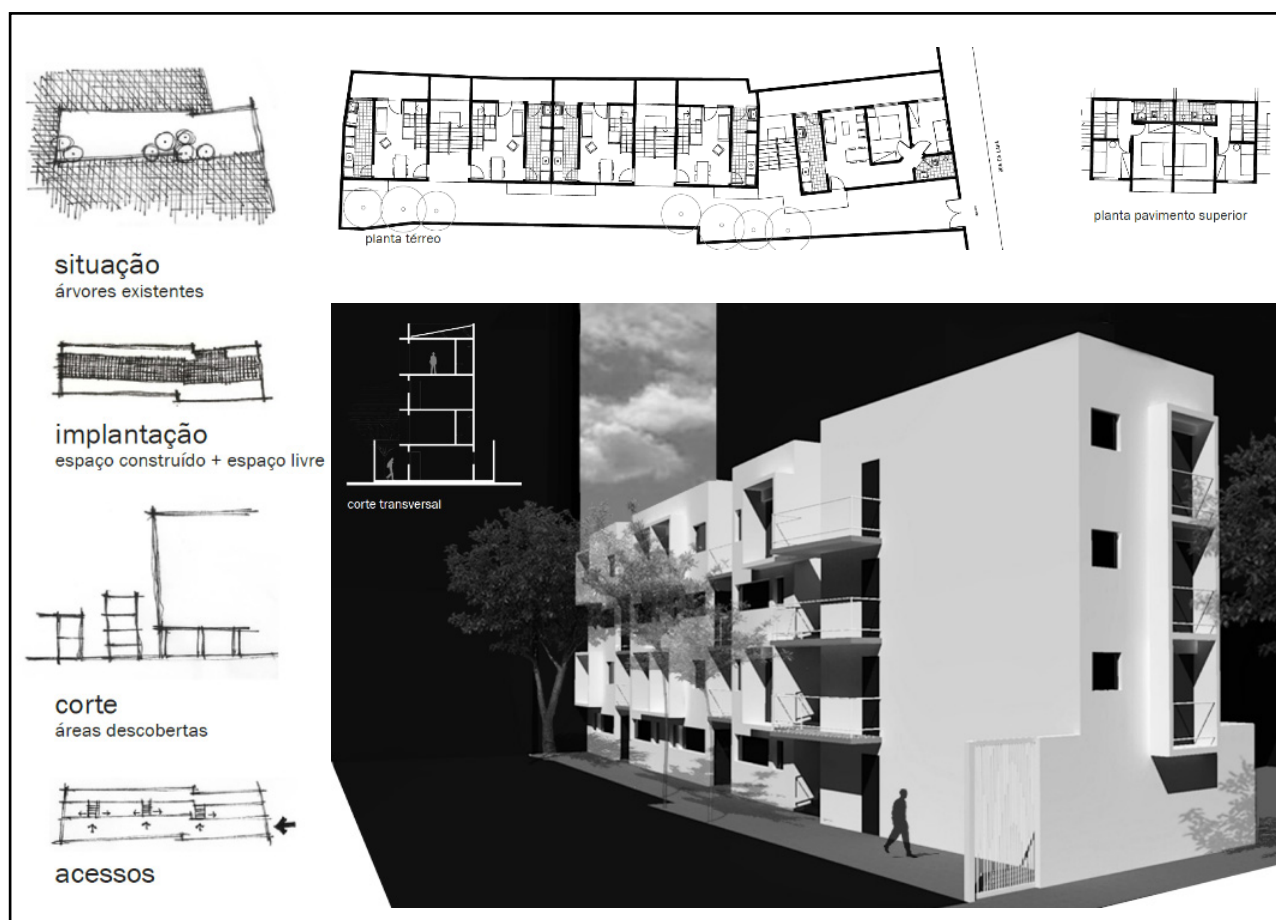 situação
árvores existentes
implantação
espaço construído + espaço livre
corte
áreas descobertas
acessos
planta térreo
planta pavimento superior
corte transversal